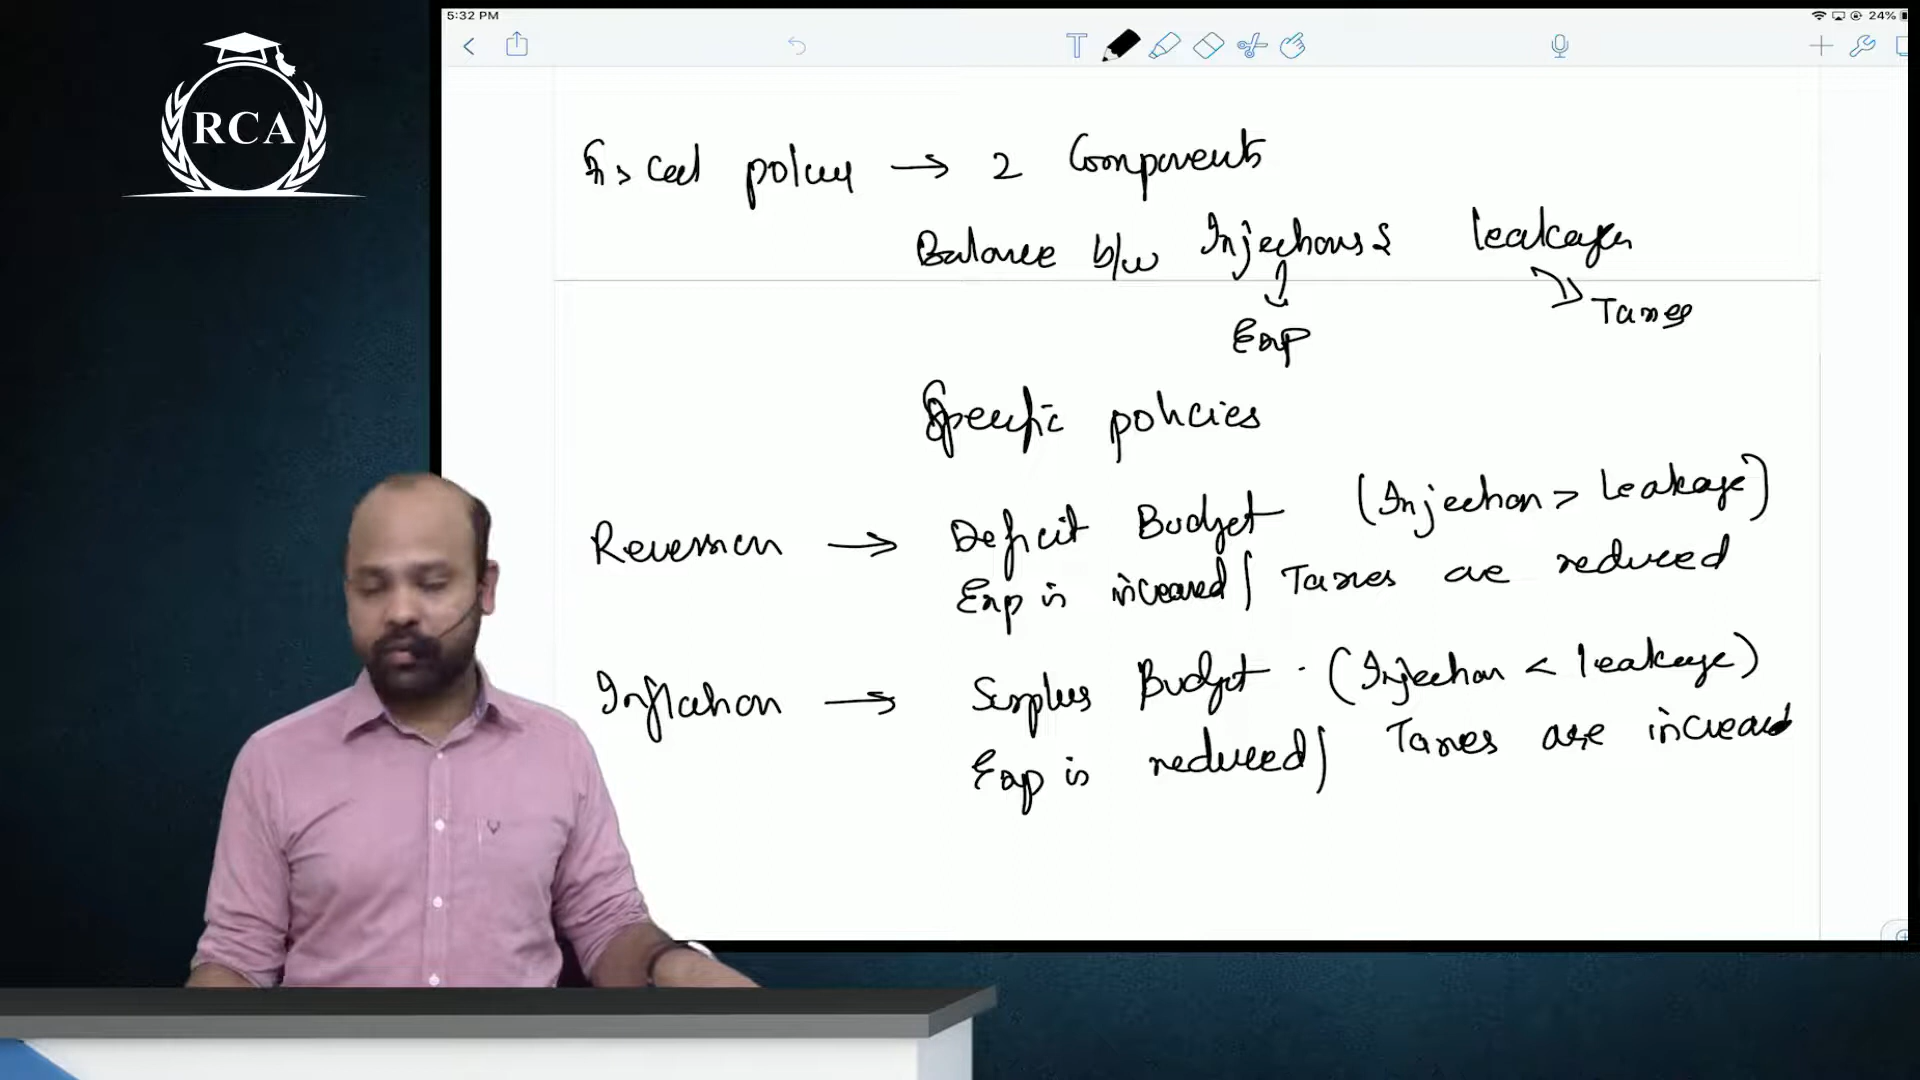 5:32 PM
24%
RCA
T
Fiscal policy → 2 Components
Balance b/w Injections & leakages
Exp
Taxes
Specific policies
Recession → Deficit Budget (Injection > Leakage)
Exp is increased / Taxes are reduced
Inflation → Surplus Budget · (Injection < leakage)
Exp is reduced / Taxes are increased